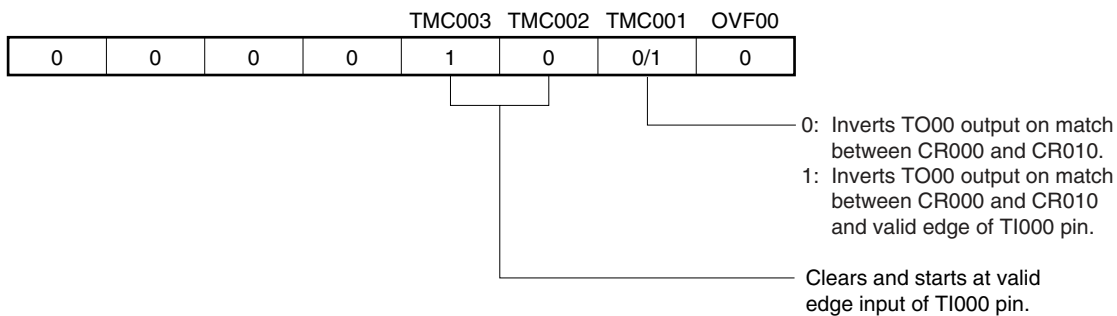 TMC003 TMC002 TMC001 OVF00
0 0 0 0 1 0 0/1 0
0: Inverts TO00 output on match
between CR000 and CR010.
1: Inverts TO00 output on match
between CR000 and CR010
and valid edge of TI000 pin.
Clears and starts at valid
edge input of TI000 pin.